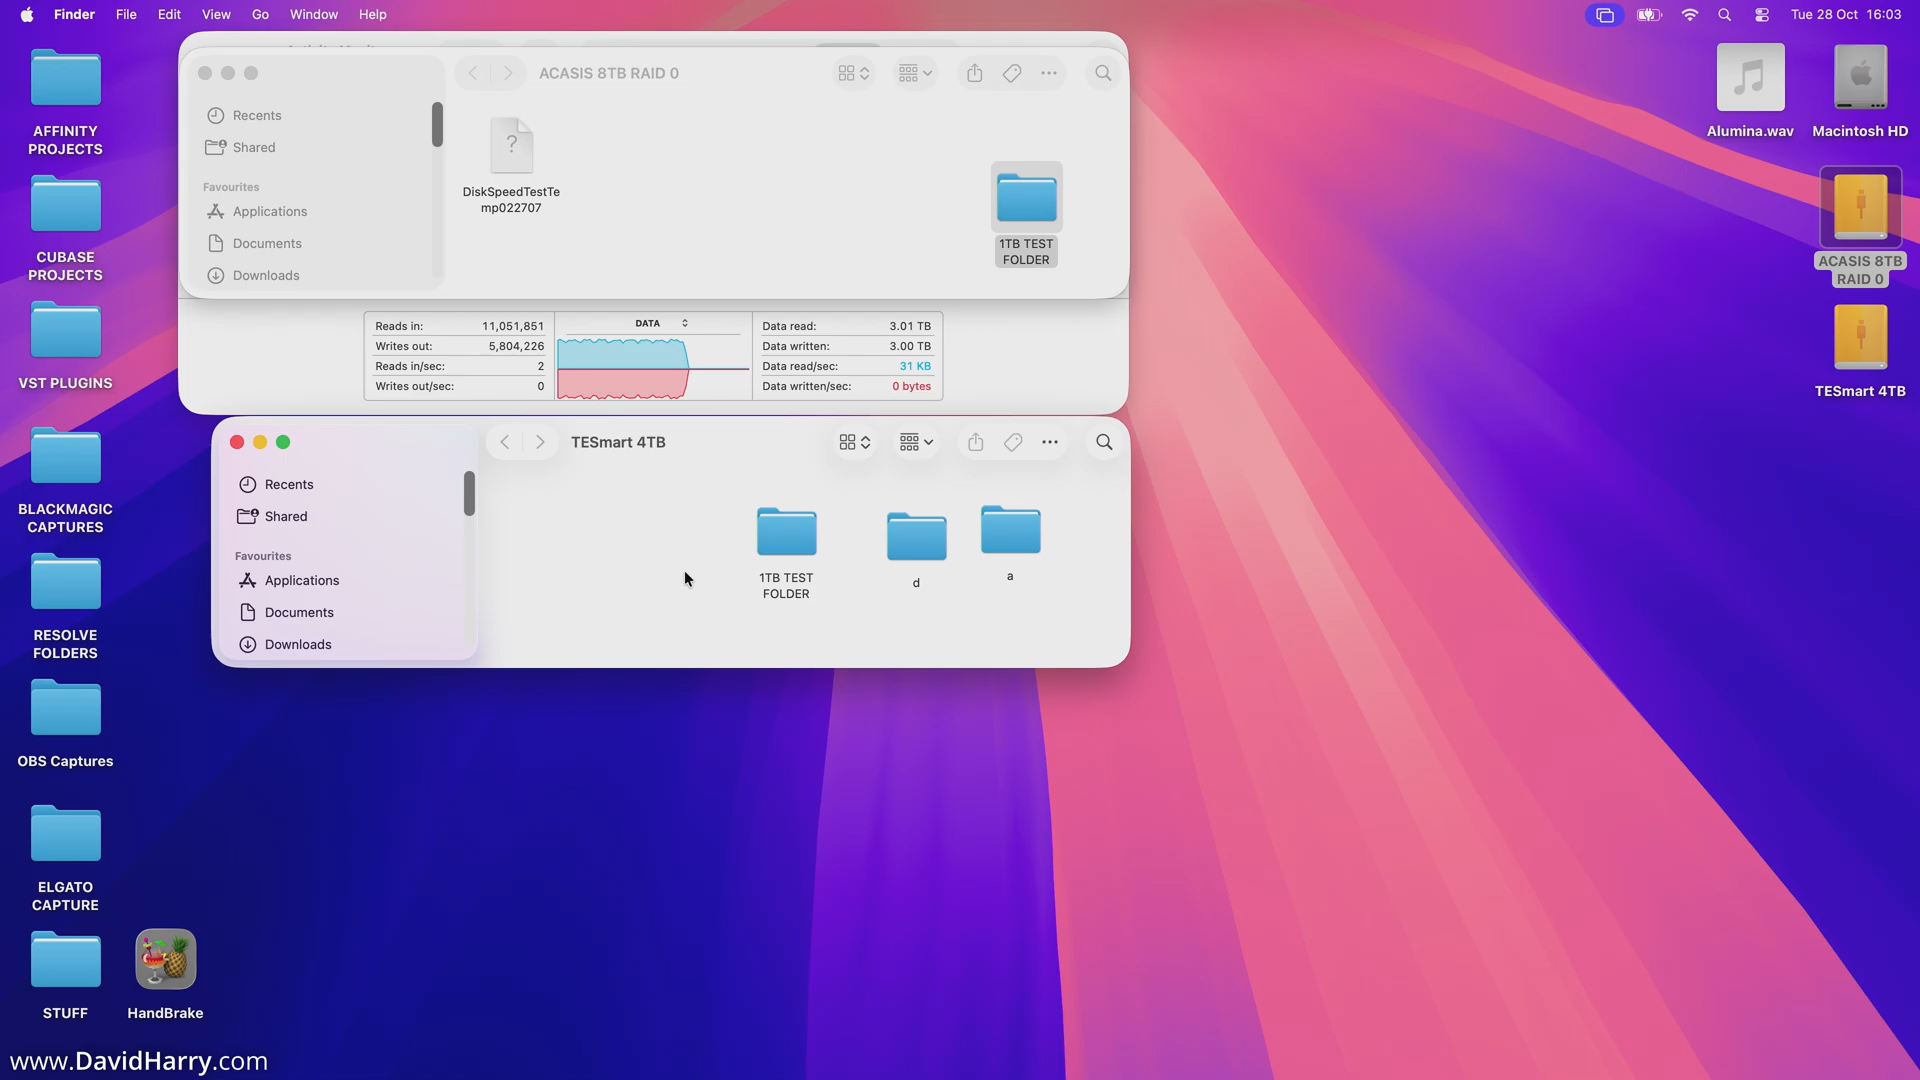 Finder File Edit View Go Window Help
Tue 28 Oct 16:03
AFFINITY
PROJECTS
CUBASE
PROJECTS
VST PLUGINS
BLACKMAGIC
CAPTURES
RESOLVE
FOLDERS
OBS Captures
ELGATO
CAPTURE
STUFF
HandBrake
ACASIS 8TB RAID 0
Recents
Shared
Favourites
Applications
Documents
Downloads
?
DiskSpeedTestTe
mp022707
1TB TEST
FOLDER
Reads in: 11,051,851
Writes out: 5,804,226
Reads in/sec: 2
Writes out/sec: 0
DATA
Data read: 3.01 TB
Data written: 3.00 TB
Data read/sec: 31 KB
Data written/sec: 0 bytes
TESmart 4TB
Recents
Shared
Favourites
Applications
Documents
Downloads
1TB TEST
FOLDER
d
a
Alumina.wav
Macintosh HD
ACASIS 8TB
RAID 0
TESmart 4TB
www.DavidHarry.com